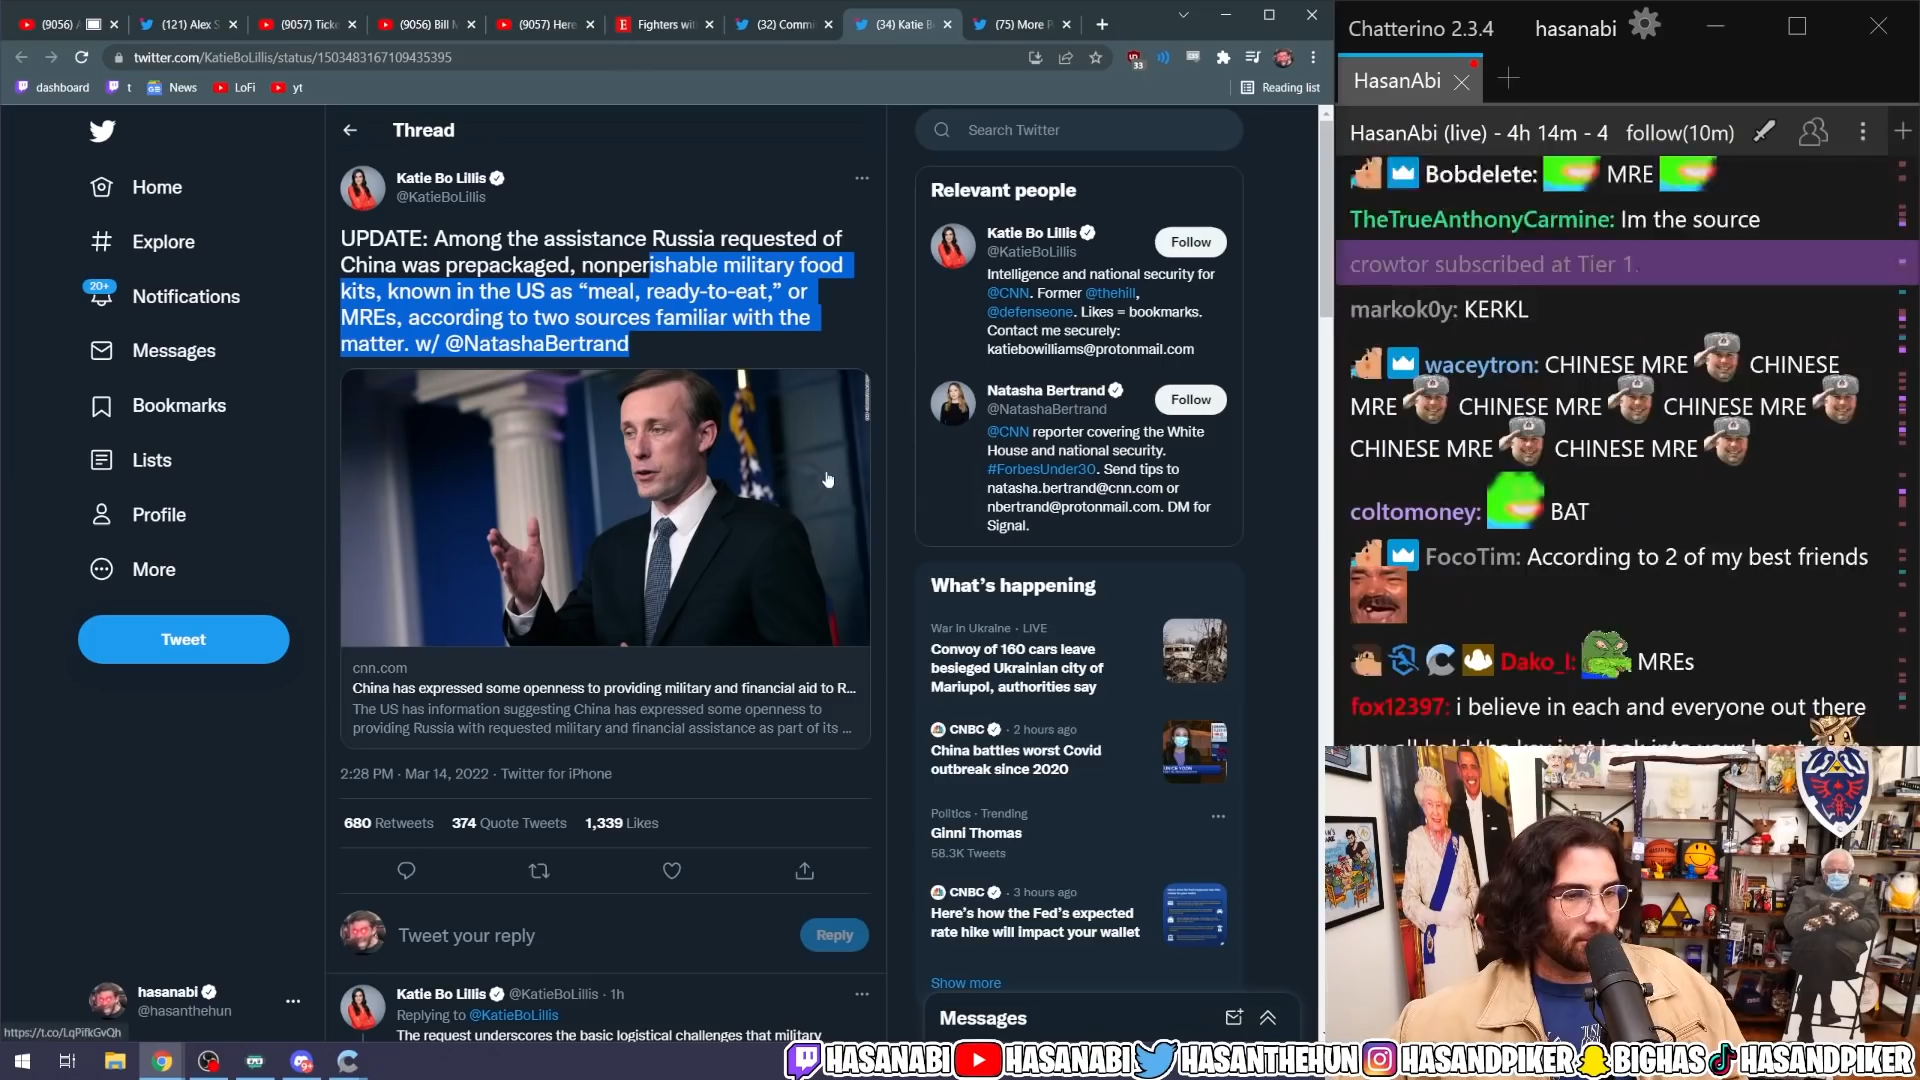 (9056)
(121) Alex S
(9057) Ticke
(9056) Bill M
(9057) Here
Fighters wit
(32) Commi
(34) Katie B
(75) More P
twitter.com/KatieBoLillis/status/1503483167109435395
33
dashboard
t
News
LoFi
yt
Reading list
Home
Explore
20+
Notifications
Messages
Bookmarks
Lists
Profile
More
Tweet
hasanabi
@hasanthehun
https://t.co/LqPifkGvQh
Thread
Katie Bo Lillis
@KatieBoLillis
UPDATE: Among the assistance Russia requested of
China was prepackaged, nonperishable military food
kits, known in the US as “meal, ready-to-eat,” or
MREs, according to two sources familiar with the
matter. w/ @NatashaBertrand
cnn.com
China has expressed some openness to providing military and financial aid to R...
The US has information suggesting China has expressed some openness to
providing Russia with requested military and financial assistance as part of its ...
2:28 PM · Mar 14, 2022 · Twitter for iPhone
680 Retweets 374 Quote Tweets 1,339 Likes
Tweet your reply
Reply
Katie Bo Lillis @KatieBoLillis · 1h
Replying to @KatieBoLillis
The request underscores the basic logistical challenges that military
Search Twitter
Relevant people
Katie Bo Lillis
@KatieBoLillis
Follow
Intelligence and national security for
@CNN. Former @thehill,
@defenseone. Likes = bookmarks.
Contact me securely:
katiebowilliams@protonmail.com
Natasha Bertrand
@NatashaBertrand
Follow
@CNN reporter covering the White
House and national security.
#ForbesUnder30. Send tips to
natasha.bertrand@cnn.com or
nbertrand@protonmail.com. DM for
Signal.
What’s happening
War In Ukraine · LIVE
Convoy of 160 cars leave
besieged Ukrainian city of
Mariupol, authorities say
CNBC · 2 hours ago
China battles worst Covid
outbreak since 2020
Politics · Trending
Ginni Thomas
58.3K Tweets
CNBC · 3 hours ago
Here’s how the Fed’s expected
rate hike will impact your wallet
Show more
Messages
Chatterino 2.3.4
hasanabi
HasanAbi
HasanAbi (live) - 4h 14m - 4 follow(10m)
Bobdelete: MRE
TheTrueAnthonyCarmine: Im the source
crowtor subscribed at Tier 1.
markok0y: KERKL
waceytron: CHINESE MRE CHINESE
MRE CHINESE MRE CHINESE MRE
CHINESE MRE CHINESE MRE
coltomoney: BAT
FocoTim: According to 2 of my best friends
Dako_I: MREs
fox12397: i believe in each and everyone out there
HASANABI HASANABI HASANTHEHUN HASANDPIKER BIGHAS HASANDPIKER